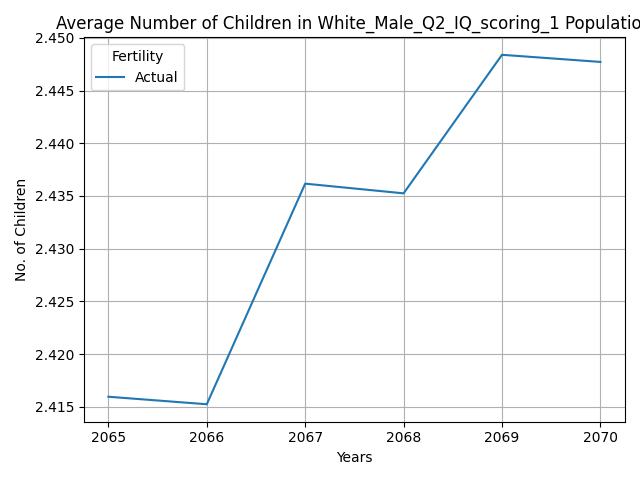 Average Number of Children in White_Male_Q2_IQ_scoring_1 Populatio
Fertility
Actual
2.450
2.445
2.440
2.435
2.430
2.425
2.420
2.415
No. of Children
2065 2066 2067 2068 2069 2070
Years